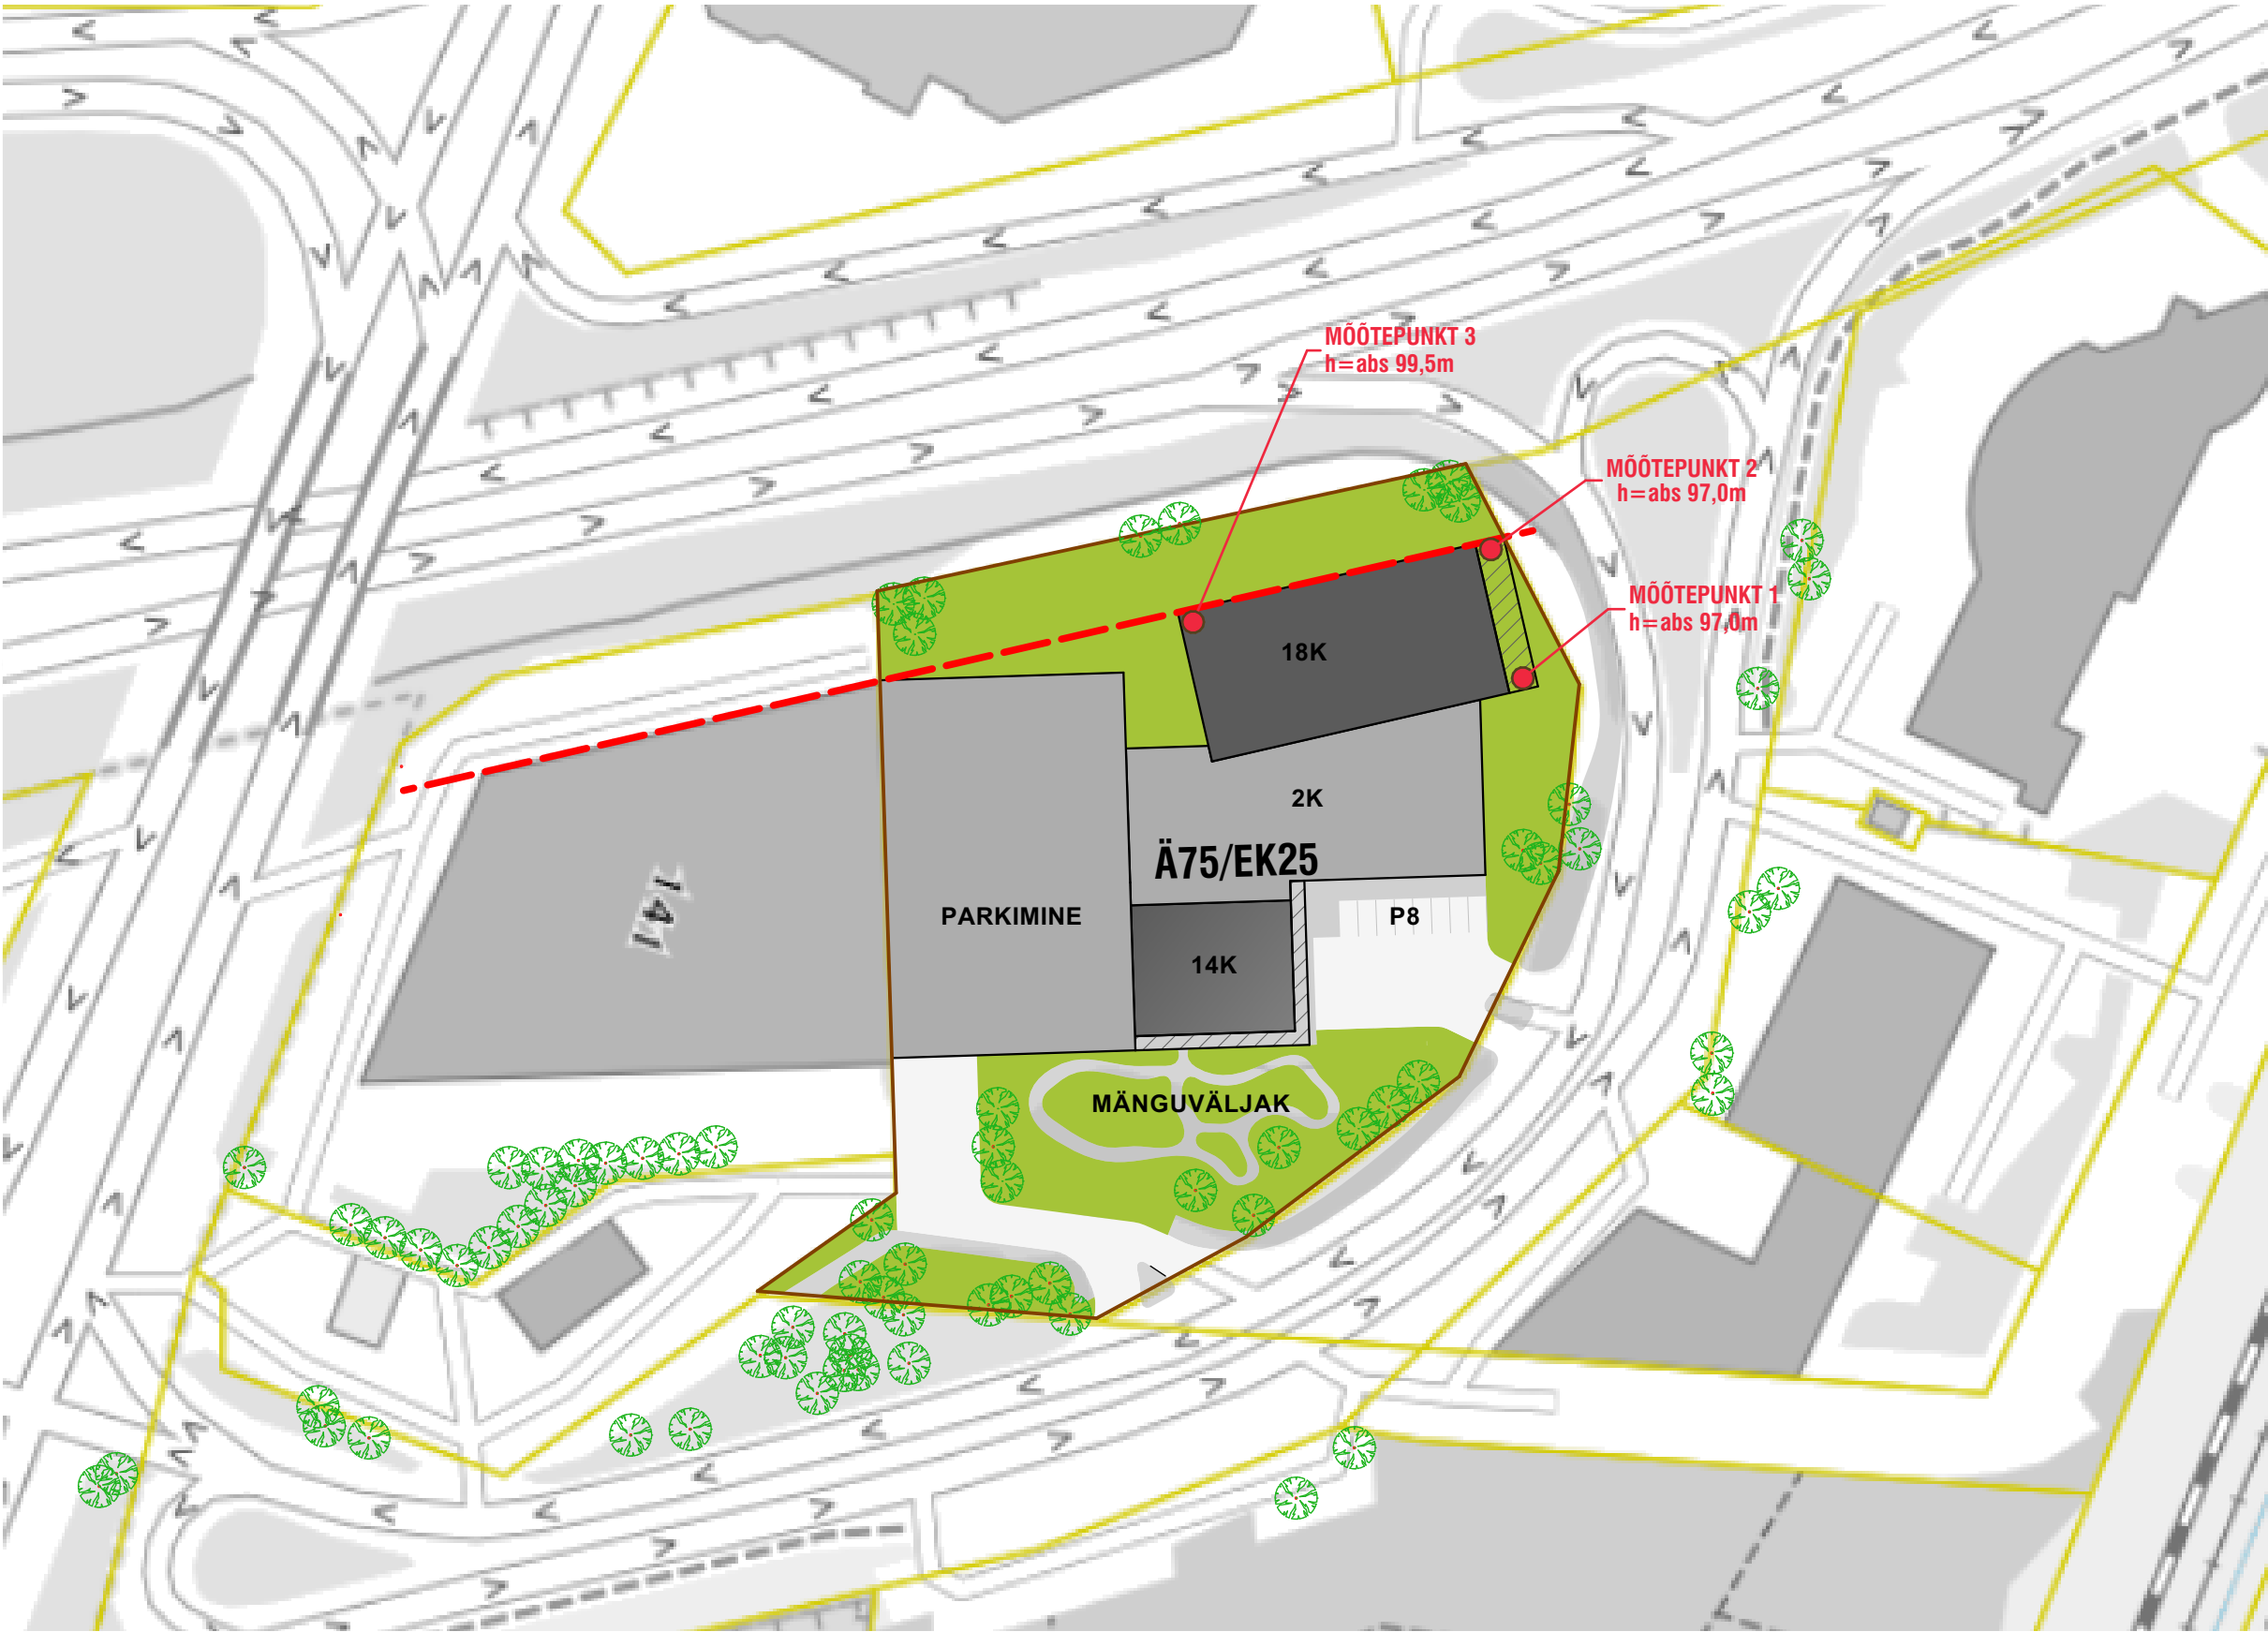 MÕÕTEPUNKT 3
h=abs 99,5m
MÕÕTEPUNKT 2
h=abs 97,0m
MÕÕTEPUNKT 1
h=abs 97,0m
18K
2K
Ä75/EK25
141
PARKIMINE
P8
14K
MÄNGUVÄLJAK